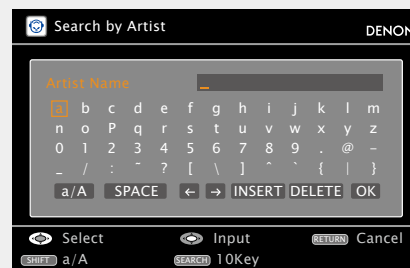 Search by Artist
DENON
Artist Name _
a b c d e f g h i j k l m
n o P q r s t u v w x y z
0 1 2 3 4 5 6 7 8 9 . @ –
_ / : ~ ? [ \ ] ^ ` { | }
a/A SPACE ← → INSERT DELETE OK
Select Input RETURN Cancel
SHIFT a/A SEARCH 10Key